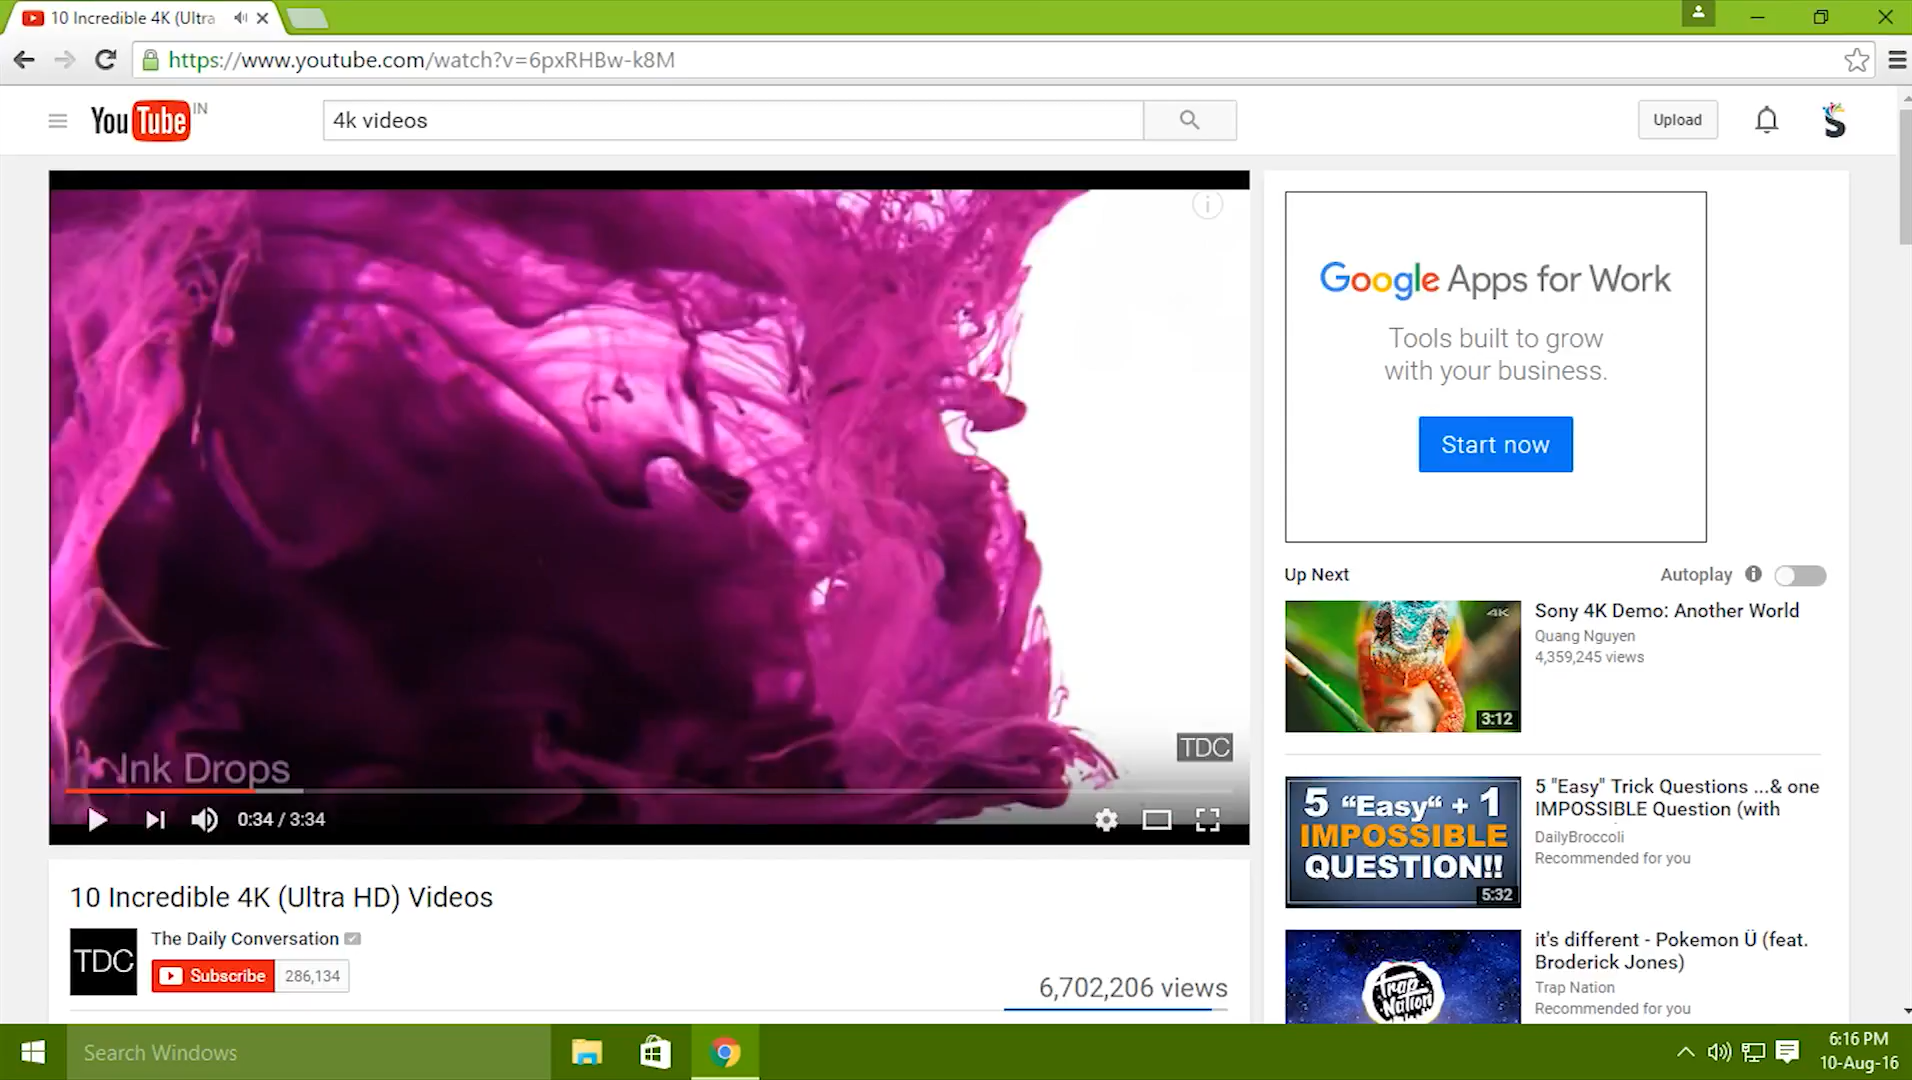 10 Incredible 4K (Ultra
https://www.youtube.com/watch?v=6pxRHBw-k8M
YouTube IN
4k videos
Upload
Ink Drops
TDC
0:34 / 3:34
10 Incredible 4K (Ultra HD) Videos
TDC
The Daily Conversation
Subscribe 286,134
6,702,206 views
Google Apps for Work
Tools built to grow
with your business.
Start now
Up Next
Autoplay
4K
3:12
Sony 4K Demo: Another World
Quang Nguyen
4,359,245 views
5 “Easy“ + 1
IMPOSSIBLE
QUESTION!!
5:32
5 "Easy" Trick Questions ...& one
IMPOSSIBLE Question (with
DailyBroccoli
Recommended for you
Trap
Nation
it's different - Pokemon Ü (feat.
Broderick Jones)
Trap Nation
Recommended for you
Search Windows
6:16 PM
10-Aug-16